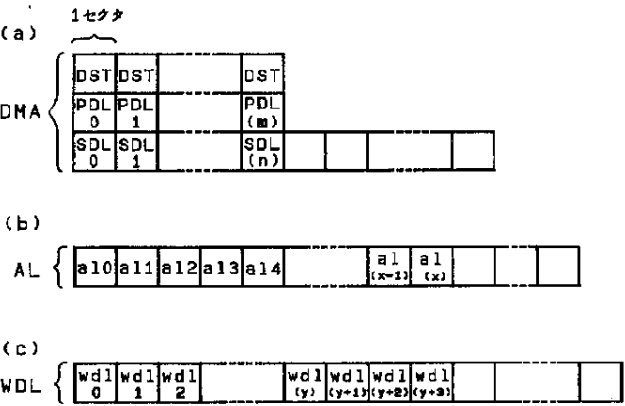 1セクタ
(a)
DST DST DST
DMA
PDL 0 PDL 1 PDL (m)
SDL 0 SDL 1 SDL (n)
(b)
AL
al0 al1 al2 al3 al4 al (x-1) al (x)
(c)
WDL
wdl 0 wdl 1 wdl 2 wdl (y) wdl (y+1) wdl (y+2) wdl (y+3)